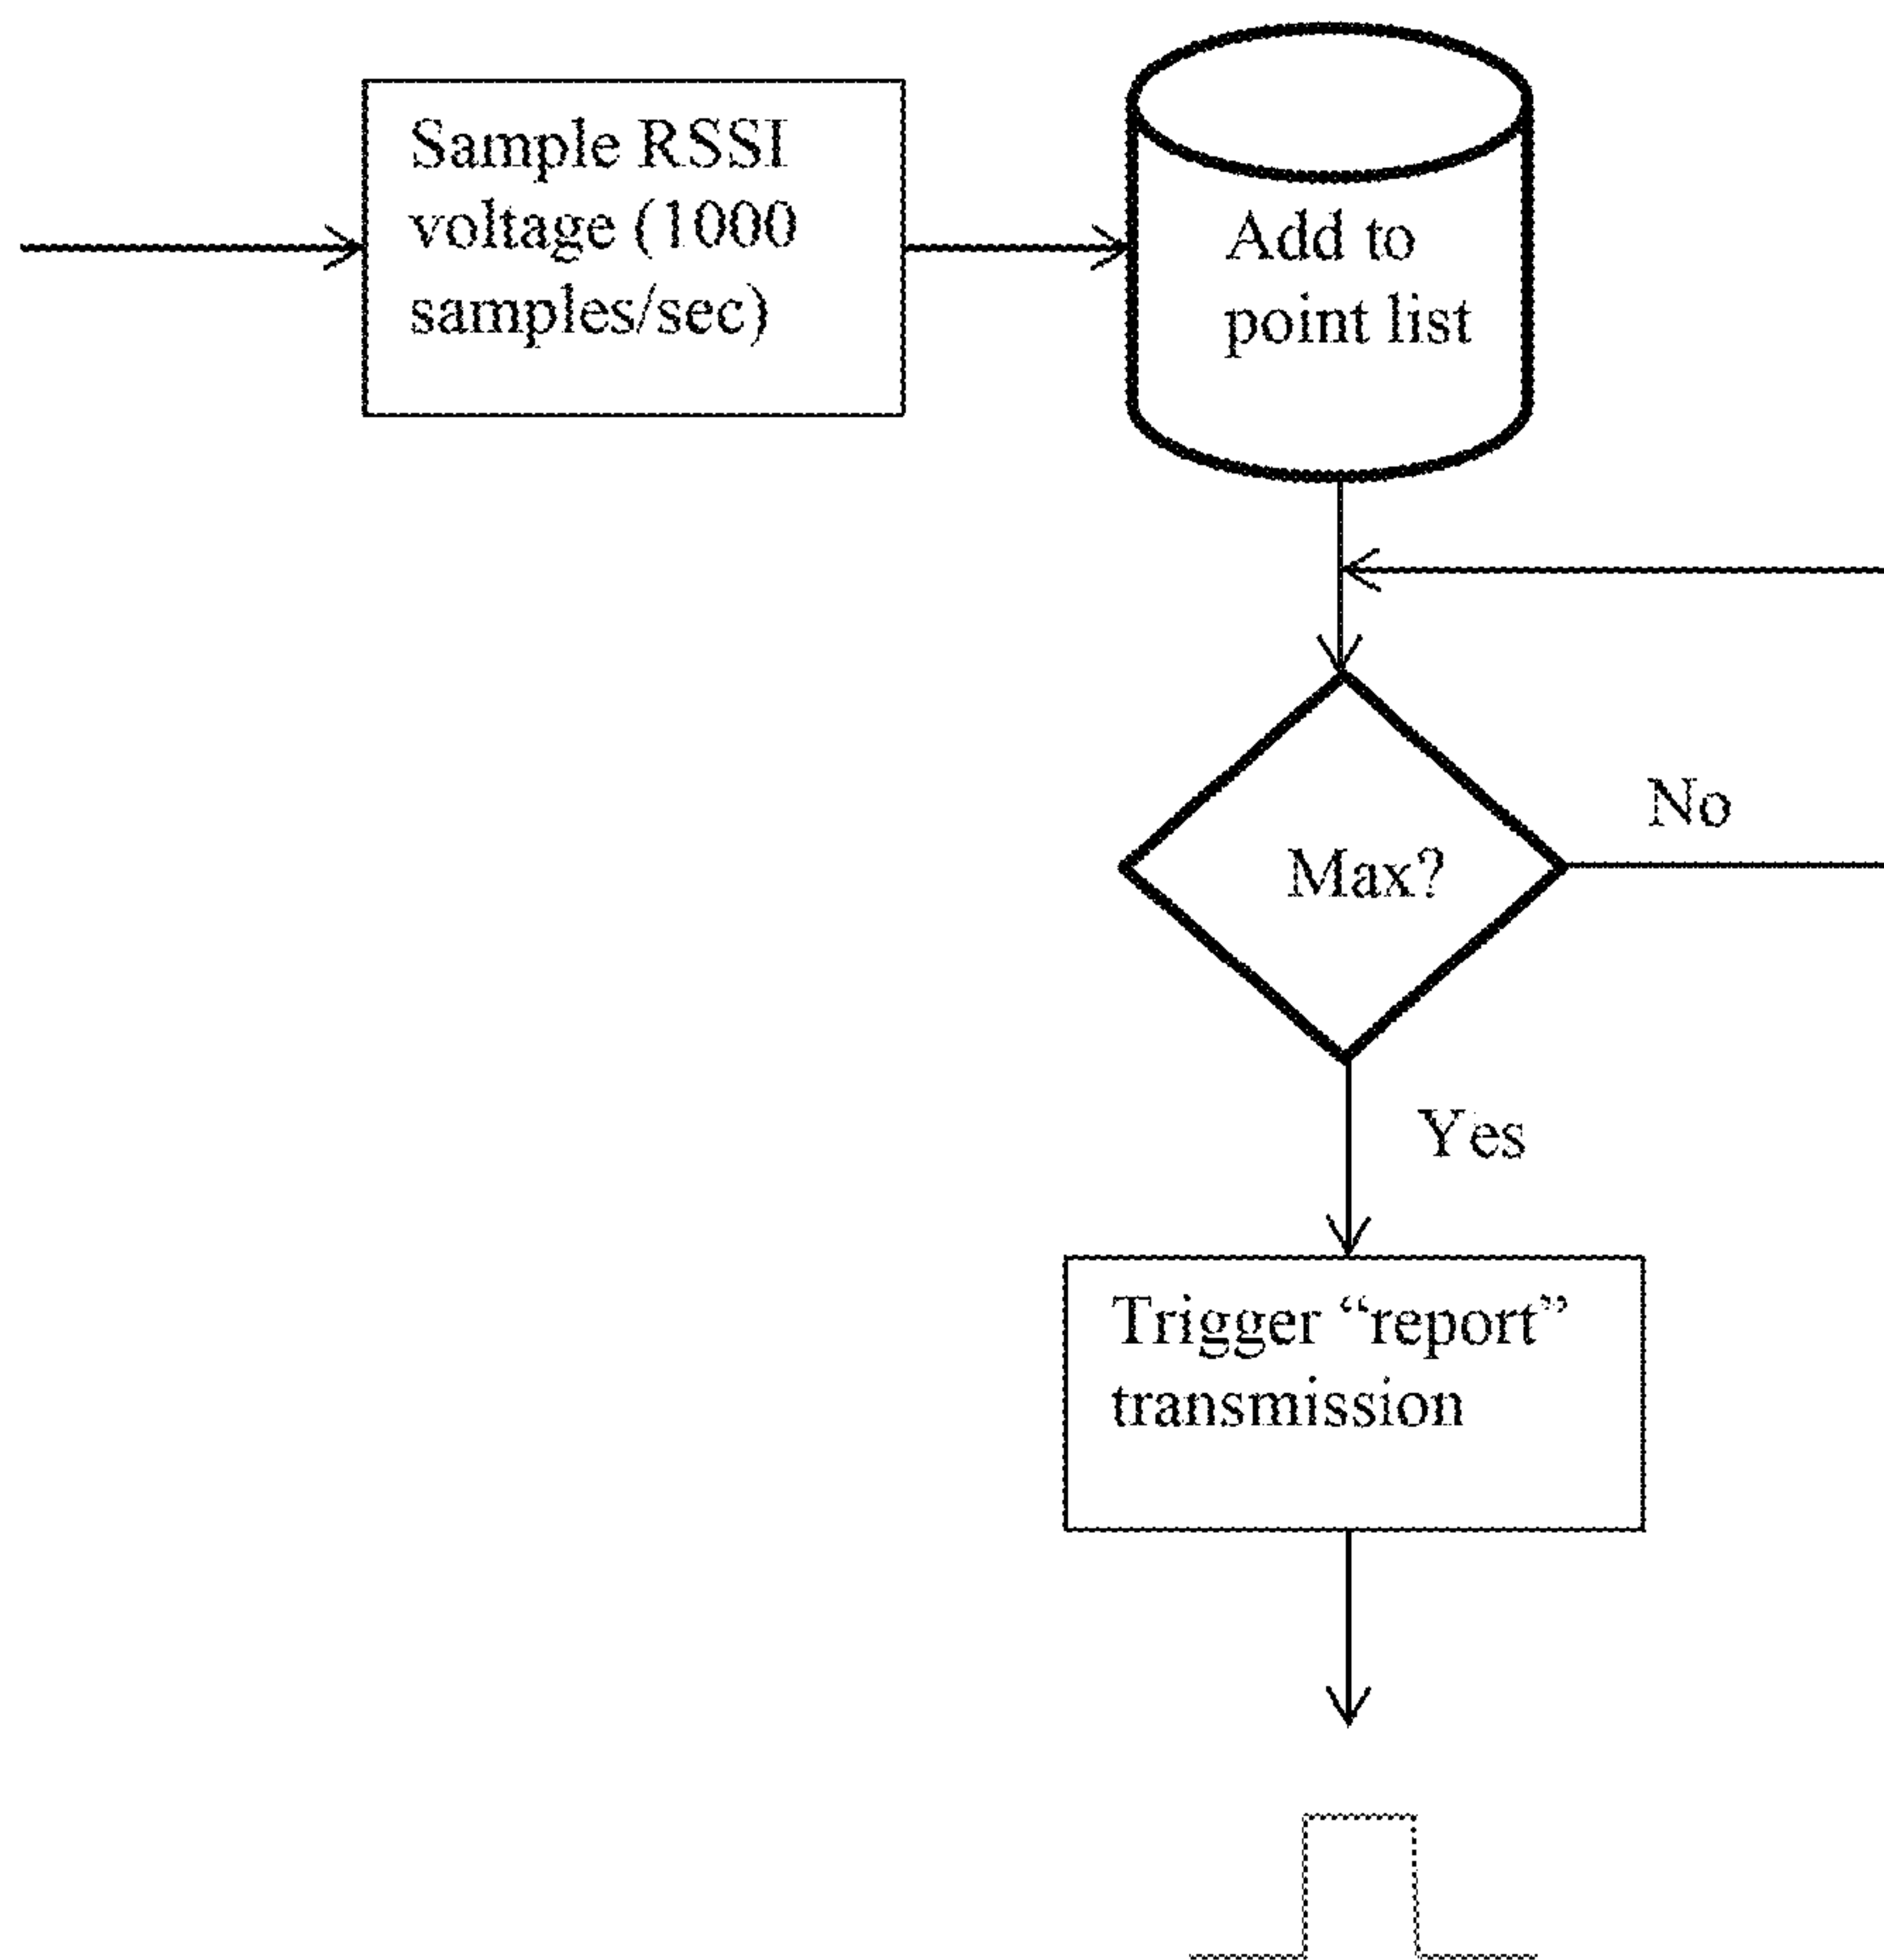 Sample RSSI
voltage (1000
samples/sec)
Add to
point list
Max?
No
Yes
Trigger “report”
transmission